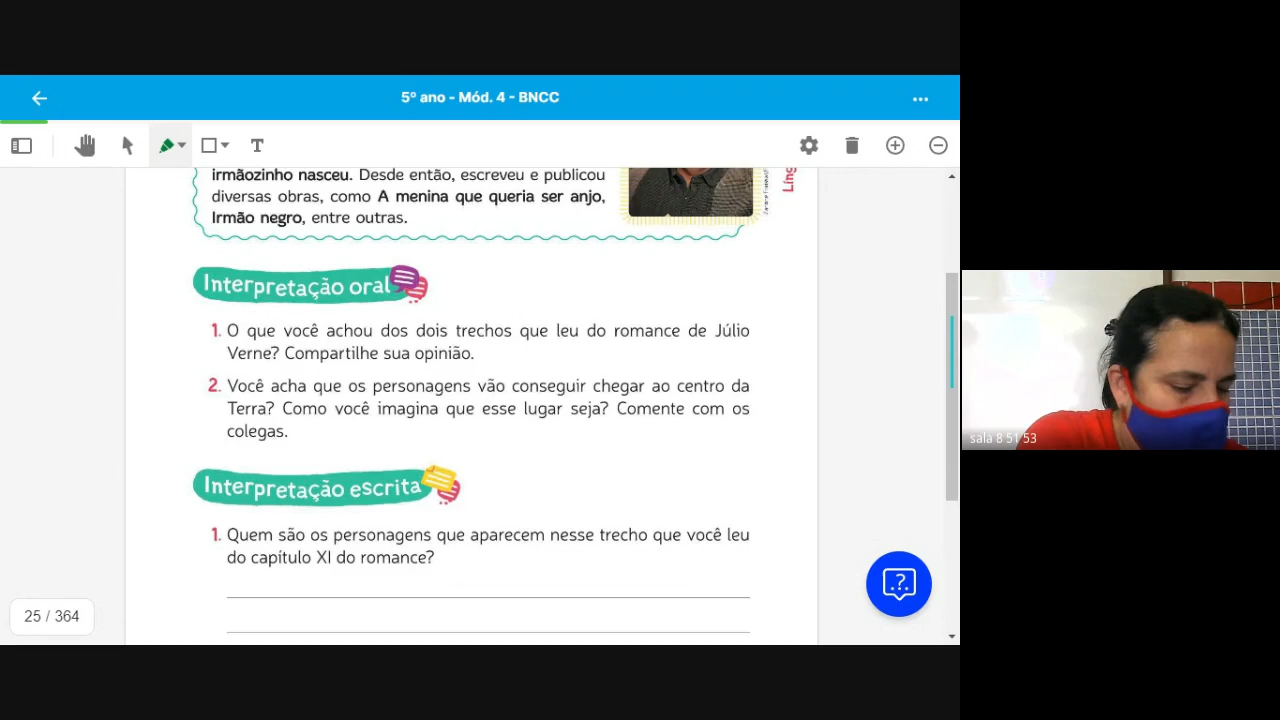 5º ano - Mód. 4 - BNCC
irmãozinho nasceu. Desde então, escreveu e publicou
diversas obras, como A menina que queria ser anjo,
Irmão negro, entre outras.
Interpretação oral
1. O que você achou dos dois trechos que leu do romance de Júlio
Verne? Compartilhe sua opinião.
2. Você acha que os personagens vão conseguir chegar ao centro da
Terra? Como você imagina que esse lugar seja? Comente com os
colegas.
Interpretação escrita
1. Quem são os personagens que aparecem nesse trecho que você leu
do capítulo XI do romance?
25 / 364
sala 8 51 53